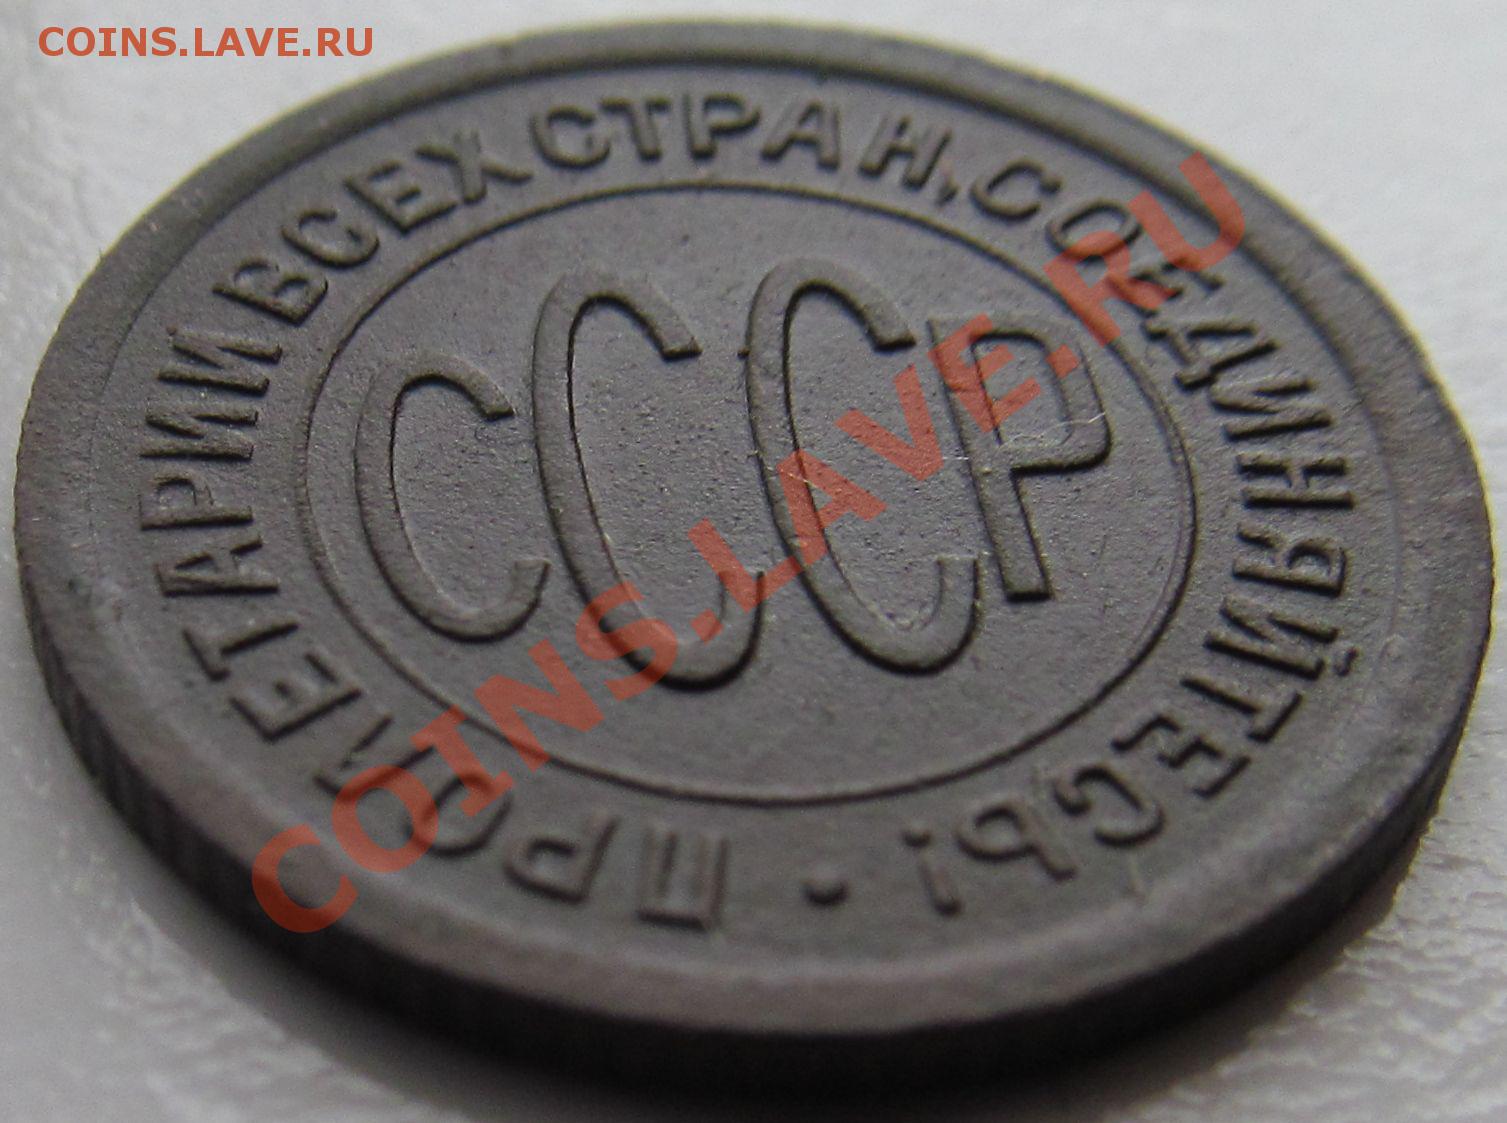 COINS.LAVE.RU
ПРОЛЕТАРИИ ВСЕХ СТРАН, СОЕДИНЯЙТЕСЬ! •
СССР
COINS.LAVE.RU